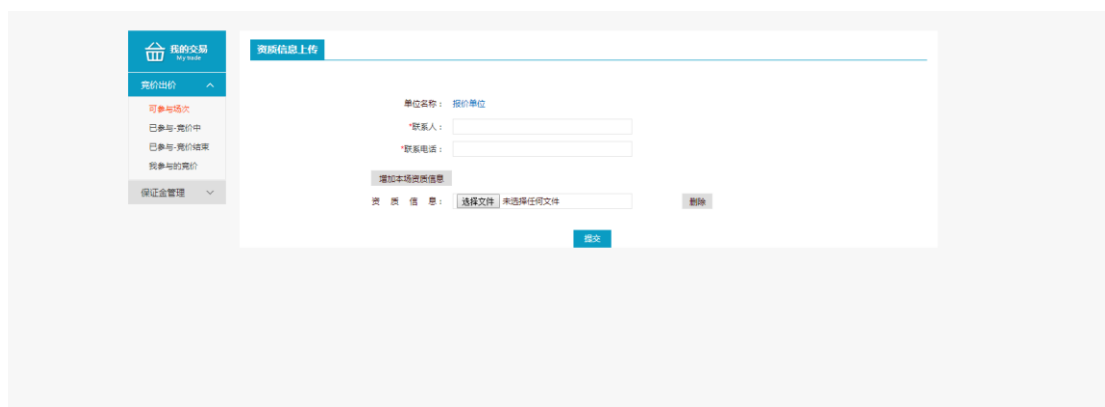 我的交易
My trade
竞价出价
可参与场次
已参与-竞价中
已参与-竞价结束
我参与的竞价
保证金管理
资质信息上传
单位名称： 报价单位
*联系人：
*联系电话：
增加本场资质信息
资质信息： 选择文件 未选择任何文件 删除
提交